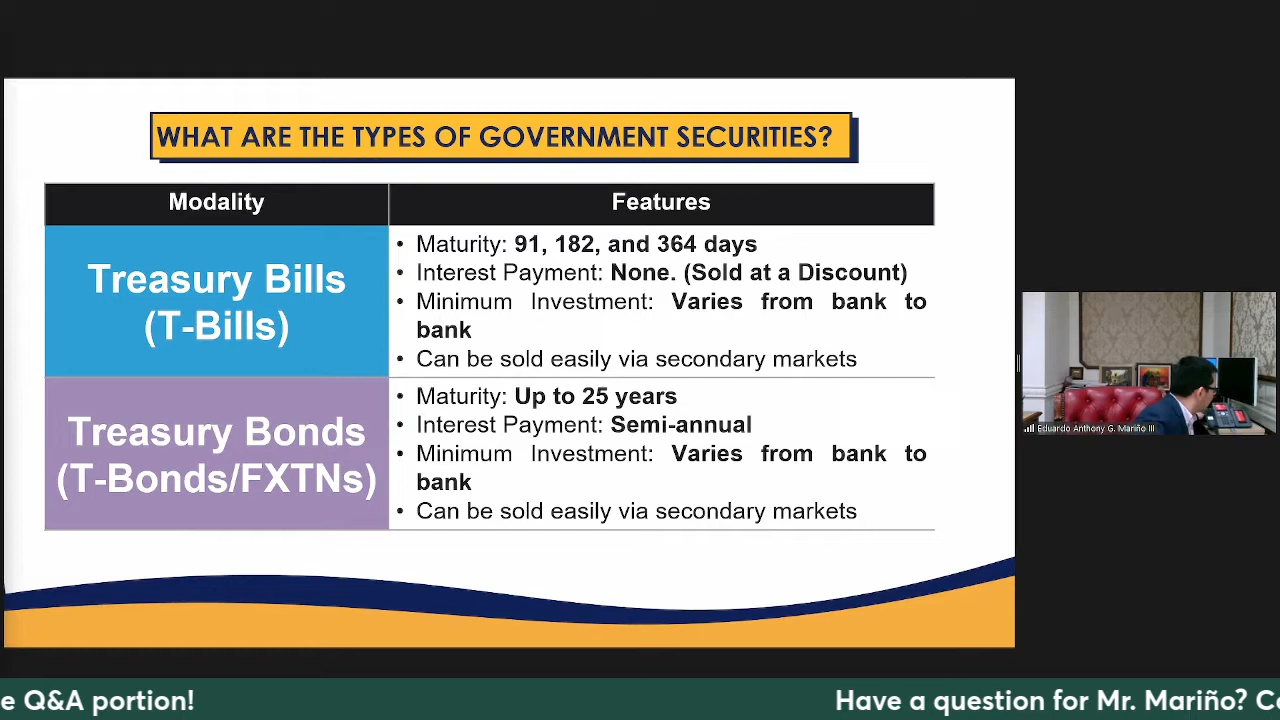 WHAT ARE THE TYPES OF GOVERNMENT SECURITIES?
Modality
Features
Treasury Bills
(T-Bills)
• Maturity: 91, 182, and 364 days
• Interest Payment: None. (Sold at a Discount)
• Minimum Investment: Varies from bank to
bank
• Can be sold easily via secondary markets
Treasury Bonds
(T-Bonds/FXTNs)
• Maturity: Up to 25 years
• Interest Payment: Semi-annual
• Minimum Investment: Varies from bank to
bank
• Can be sold easily via secondary markets
Eduardo Anthony G. Mariño III
e Q&A portion!
Have a question for Mr. Mariño? Co